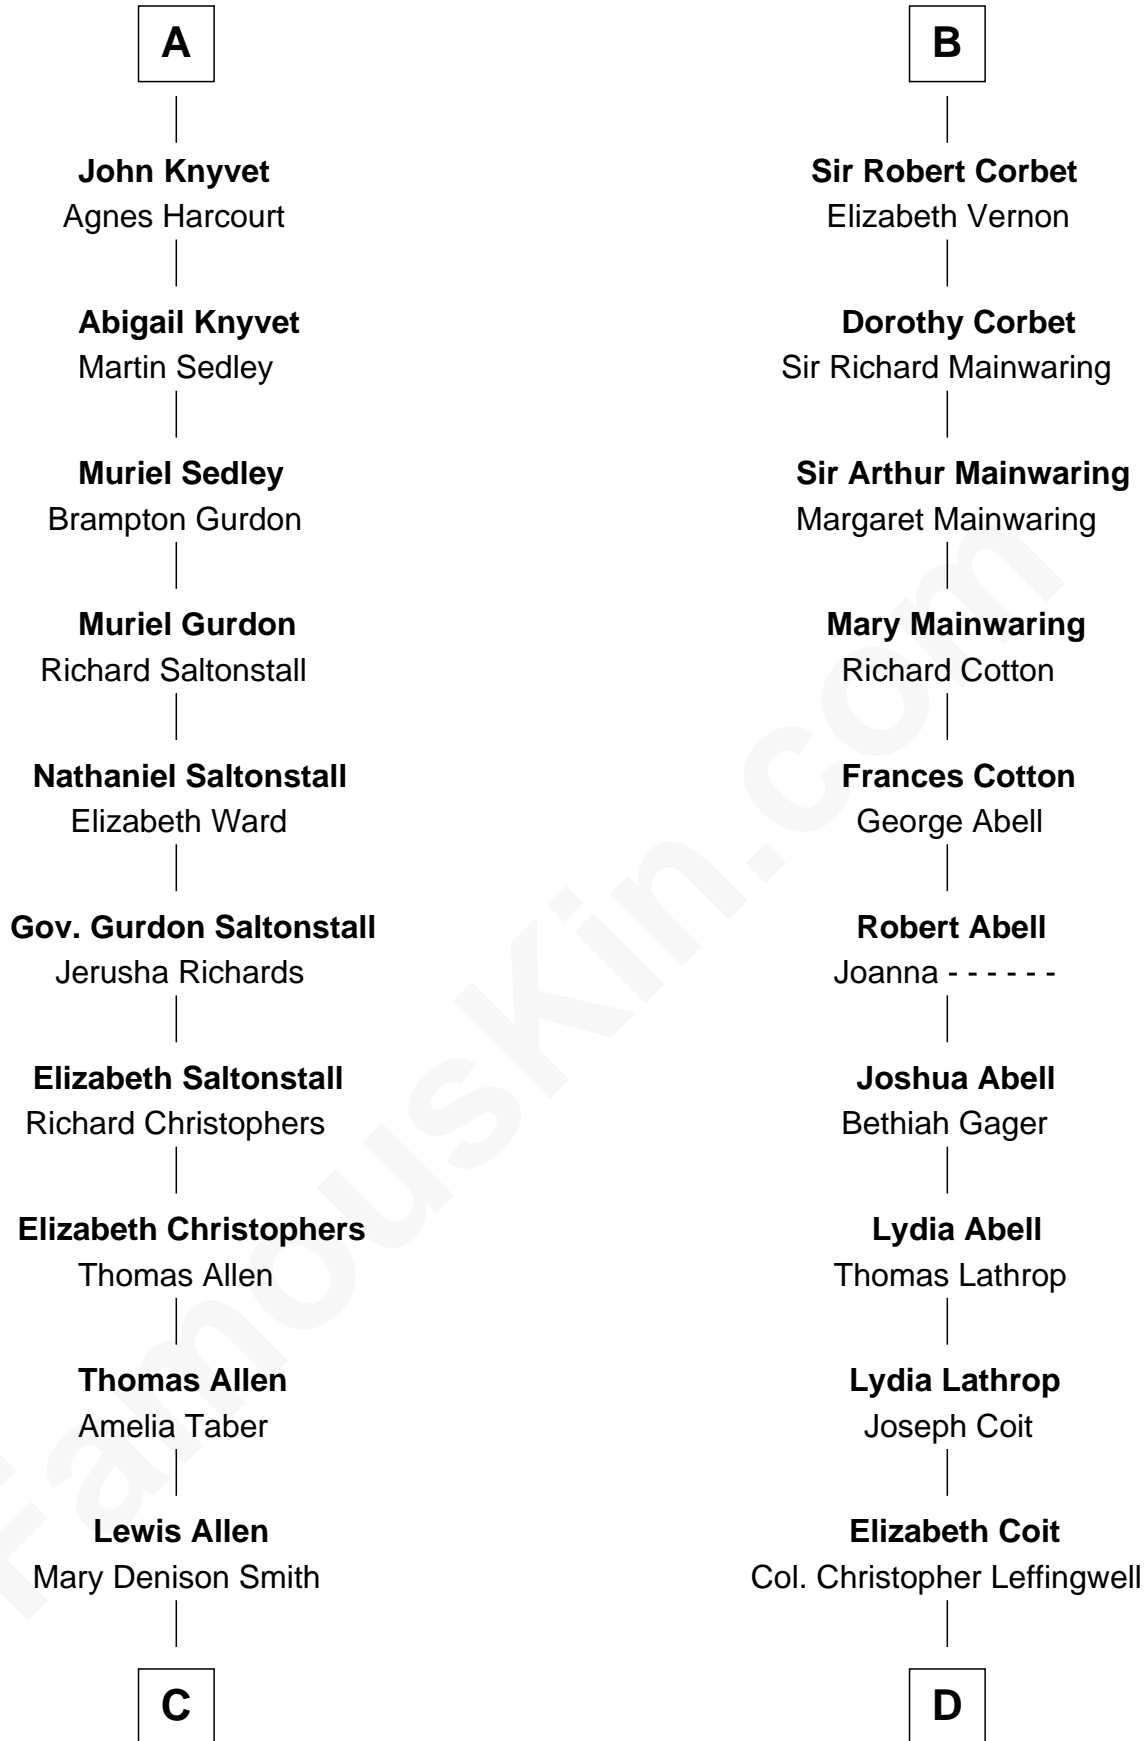 A
John Knyvet
Agnes Harcourt
Abigail Knyvet
Martin Sedley
Muriel Sedley
Brampton Gurdon
Muriel Gurdon
Richard Saltonstall
Nathaniel Saltonstall
Elizabeth Ward
Gov. Gurdon Saltonstall
Jerusha Richards
Elizabeth Saltonstall
Richard Christophers
Elizabeth Christophers
Thomas Allen
Thomas Allen
Amelia Taber
Lewis Allen
Mary Denison Smith
C
B
Sir Robert Corbet
Elizabeth Vernon
Dorothy Corbet
Sir Richard Mainwaring
Sir Arthur Mainwaring
Margaret Mainwaring
Mary Mainwaring
Richard Cotton
Frances Cotton
George Abell
Robert Abell
Joanna - - - - - -
Joshua Abell
Bethiah Gager
Lydia Abell
Thomas Lathrop
Lydia Lathrop
Joseph Coit
Elizabeth Coit
Col. Christopher Leffingwell
D
FamousKin.com